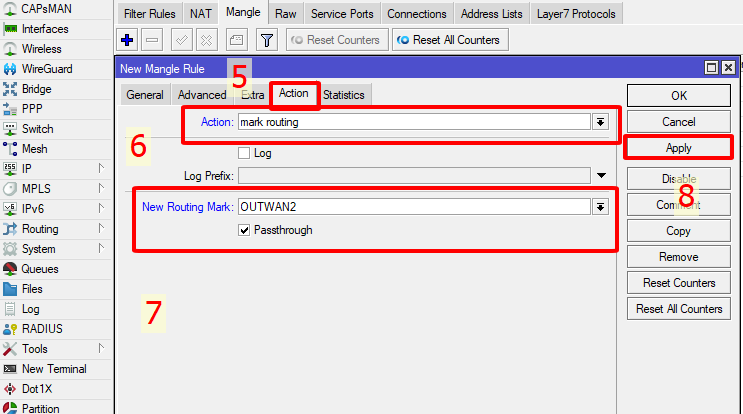 CAPsMAN
Interfaces
Wireless
WireGuard
Bridge
PPP
Switch
Mesh
IP
MPLS
IPv6
Routing
System
Queues
Files
Log
RADIUS
Tools
New Terminal
Dot1X
Partition
Filter Rules NAT Mangle Raw Service Ports Connections Address Lists Layer7 Protocols
Reset Counters Reset All Counters
New Mangle Rule
5
General Advanced Extra Action Statistics
6
Action: mark routing
Log
Log Prefix:
New Routing Mark: OUTWAN2
Passthrough
7
OK
Cancel
Apply
Disable
8
Comment
Copy
Remove
Reset Counters
Reset All Counters